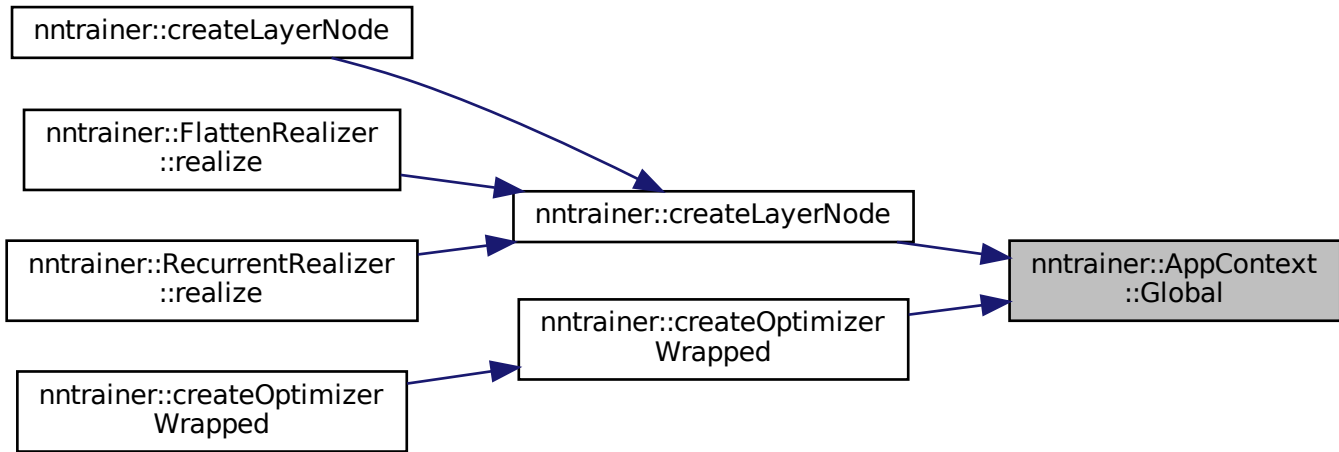 nntrainer::createLayerNode
nntrainer::FlattenRealizer
::realize
nntrainer::createLayerNode
nntrainer::RecurrentRealizer
::realize
nntrainer::AppContext
::Global
nntrainer::createOptimizer
Wrapped
nntrainer::createOptimizer
Wrapped